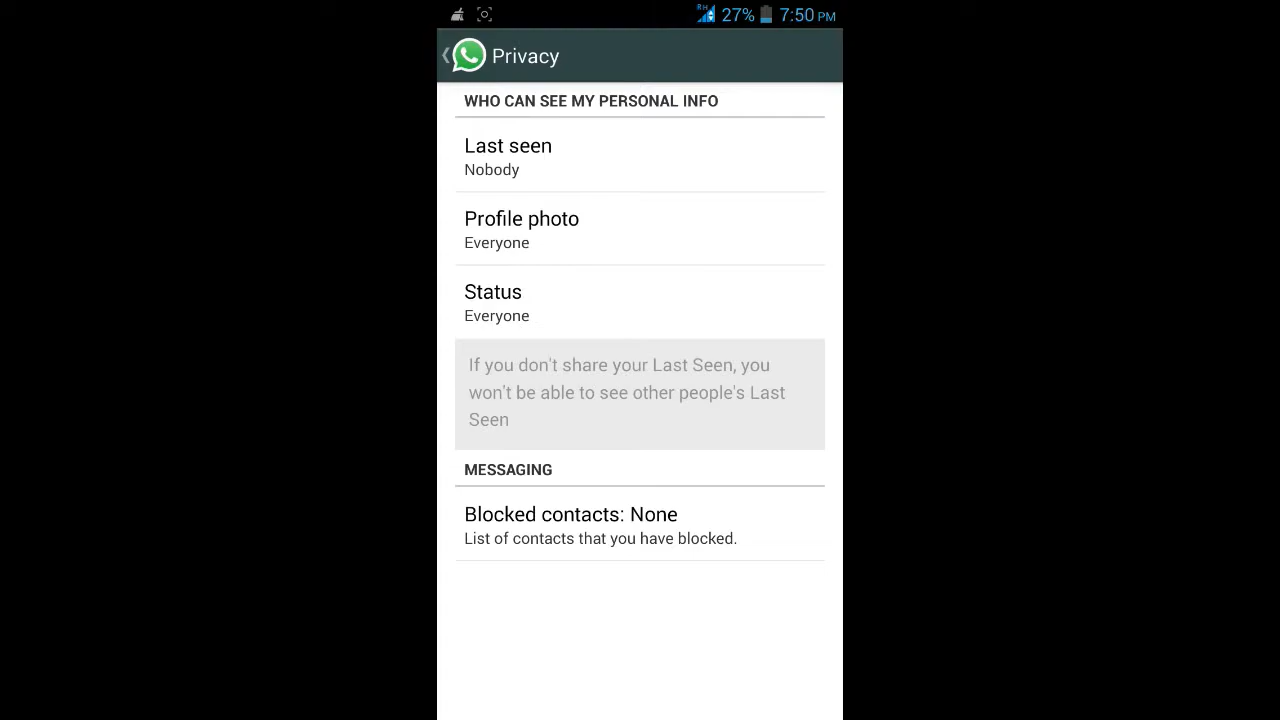 RH 27% 7:50 PM
Privacy
WHO CAN SEE MY PERSONAL INFO
Last seen
Nobody
Profile photo
Everyone
Status
Everyone
If you don't share your Last Seen, you
won't be able to see other people's Last
Seen
MESSAGING
Blocked contacts: None
List of contacts that you have blocked.